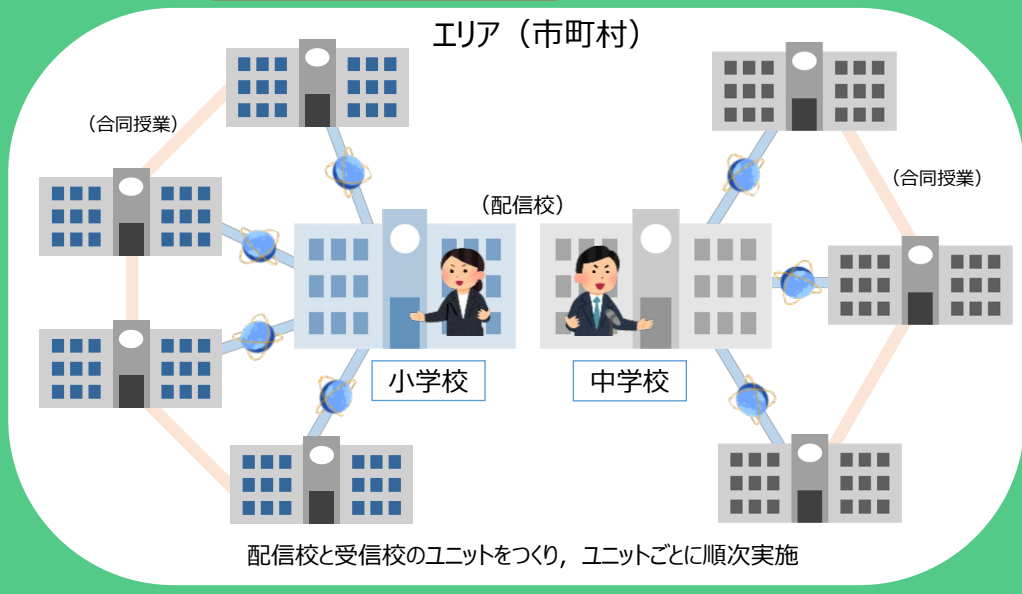 エリア（市町村）
（合同授業）
（配信校）
（合同授業）
小学校
中学校
配信校と受信校のユニットをつくり，ユニットごとに順次実施